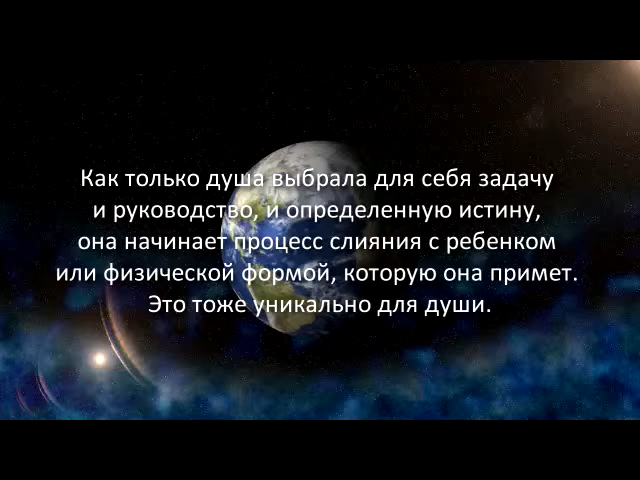 Как только душа выбрала для себя задачу
и руководство, и определенную истину,
она начинает процесс слияния с ребенком
или физической формой, которую она примет.
Это тоже уникально для души.